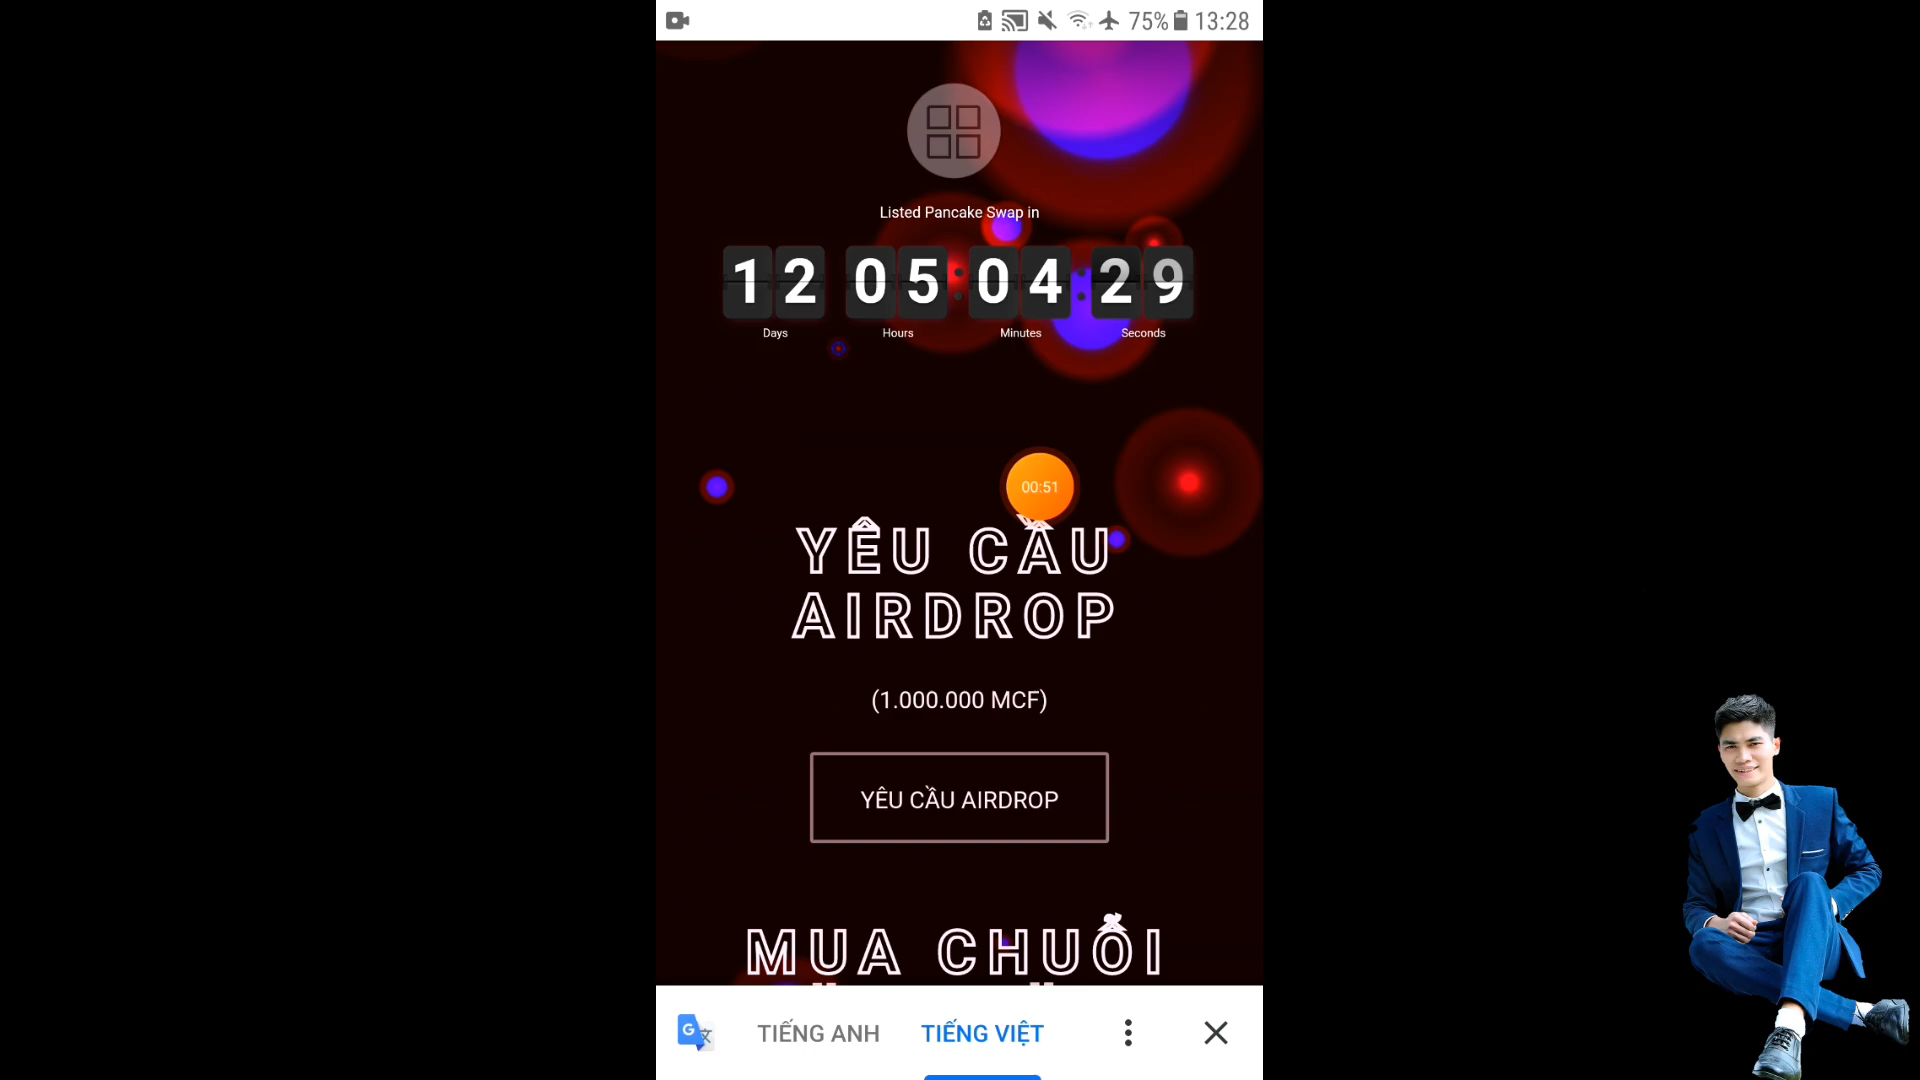 75% 13:28
Listed Pancake Swap in
12 05 04 29
Days Hours Minutes Seconds
00:51
YÊU CẦU
AIRDROP
(1.000.000 MCF)
YÊU CẦU AIRDROP
MUA CHUỖI
TIẾNG ANH TIẾNG VIỆT